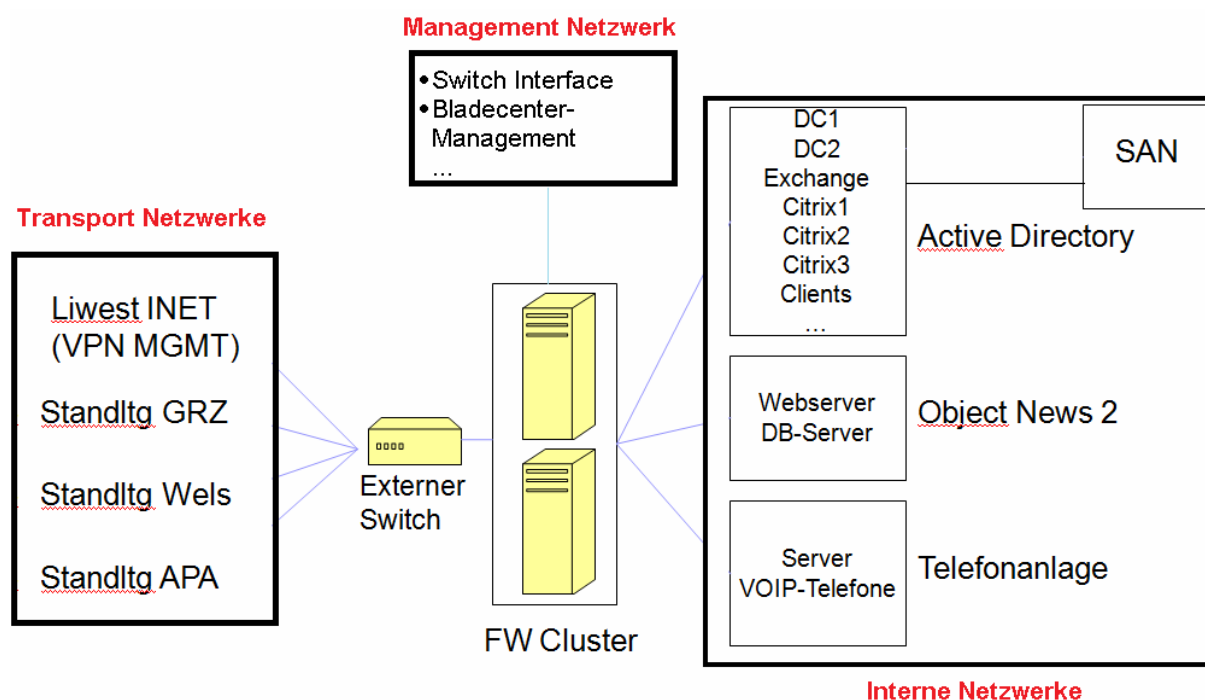 Management Netzwerk
• Switch Interface
• Bladecenter-
Management
...
Transport Netzwerke
Liwest INET
(VPN MGMT)
Standltg GRZ
Standltg Wels
Standltg APA
Externer
Switch
FW Cluster
DC1
DC2
Exchange
Citrix1
Citrix2
Citrix3
Clients
...
SAN
Active Directory
Webserver
DB-Server
Object News 2
Server
VOIP-Telefone
Telefonanlage
Interne Netzwerke